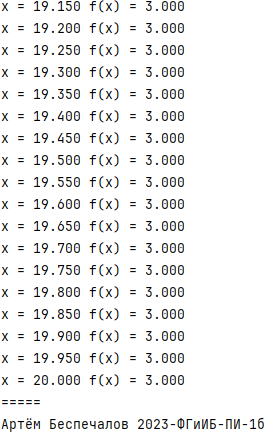 x = 19.150 f(x) = 3.000
x = 19.200 f(x) = 3.000
x = 19.250 f(x) = 3.000
x = 19.300 f(x) = 3.000
x = 19.350 f(x) = 3.000
x = 19.400 f(x) = 3.000
x = 19.450 f(x) = 3.000
x = 19.500 f(x) = 3.000
x = 19.550 f(x) = 3.000
x = 19.600 f(x) = 3.000
x = 19.650 f(x) = 3.000
x = 19.700 f(x) = 3.000
x = 19.750 f(x) = 3.000
x = 19.800 f(x) = 3.000
x = 19.850 f(x) = 3.000
x = 19.900 f(x) = 3.000
x = 19.950 f(x) = 3.000
x = 20.000 f(x) = 3.000
=====
Артём Беспечалов 2023-ФГиИБ-ПИ-1б